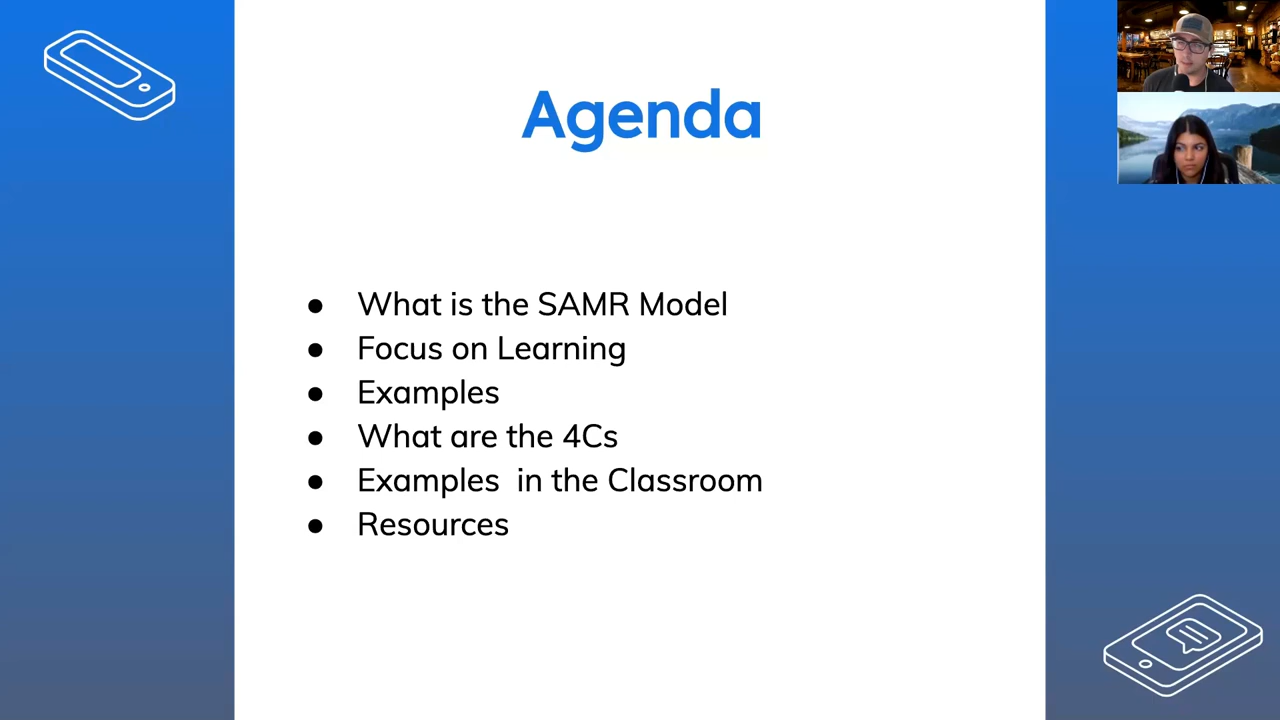 Agenda
● What is the SAMR Model
● Focus on Learning
● Examples
● What are the 4Cs
● Examples  in the Classroom
● Resources